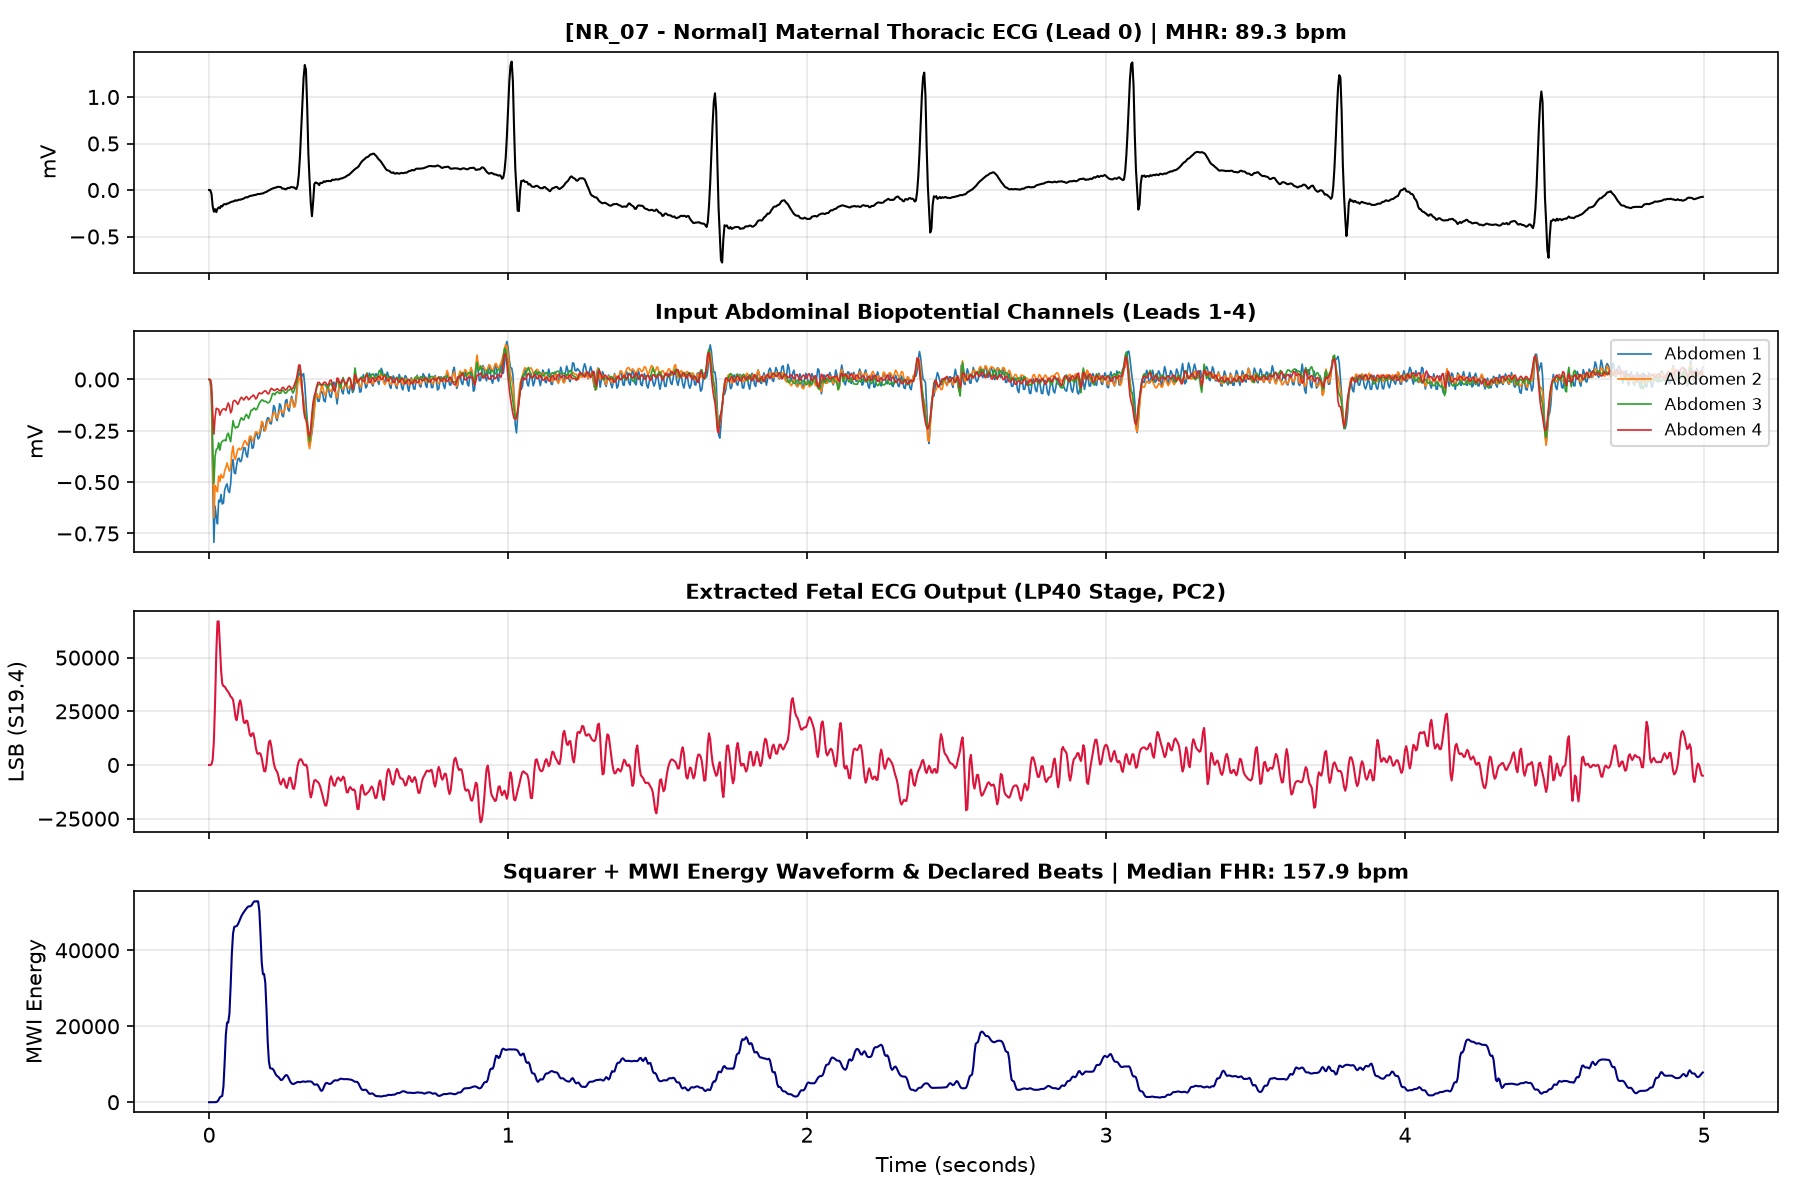 [NR_07 - Normal] Maternal Thoracic ECG (Lead 0) | MHR: 89.3 bpm
mV
1.0
0.5
0.0
−0.5
Input Abdominal Biopotential Channels (Leads 1-4)
mV
0.00
−0.25
−0.50
−0.75
Abdomen 1
Abdomen 2
Abdomen 3
Abdomen 4
Extracted Fetal ECG Output (LP40 Stage, PC2)
LSB (S19.4)
50000
25000
0
−25000
Squarer + MWI Energy Waveform & Declared Beats | Median FHR: 157.9 bpm
MWI Energy
40000
20000
0
0 1 2 3 4 5
Time (seconds)